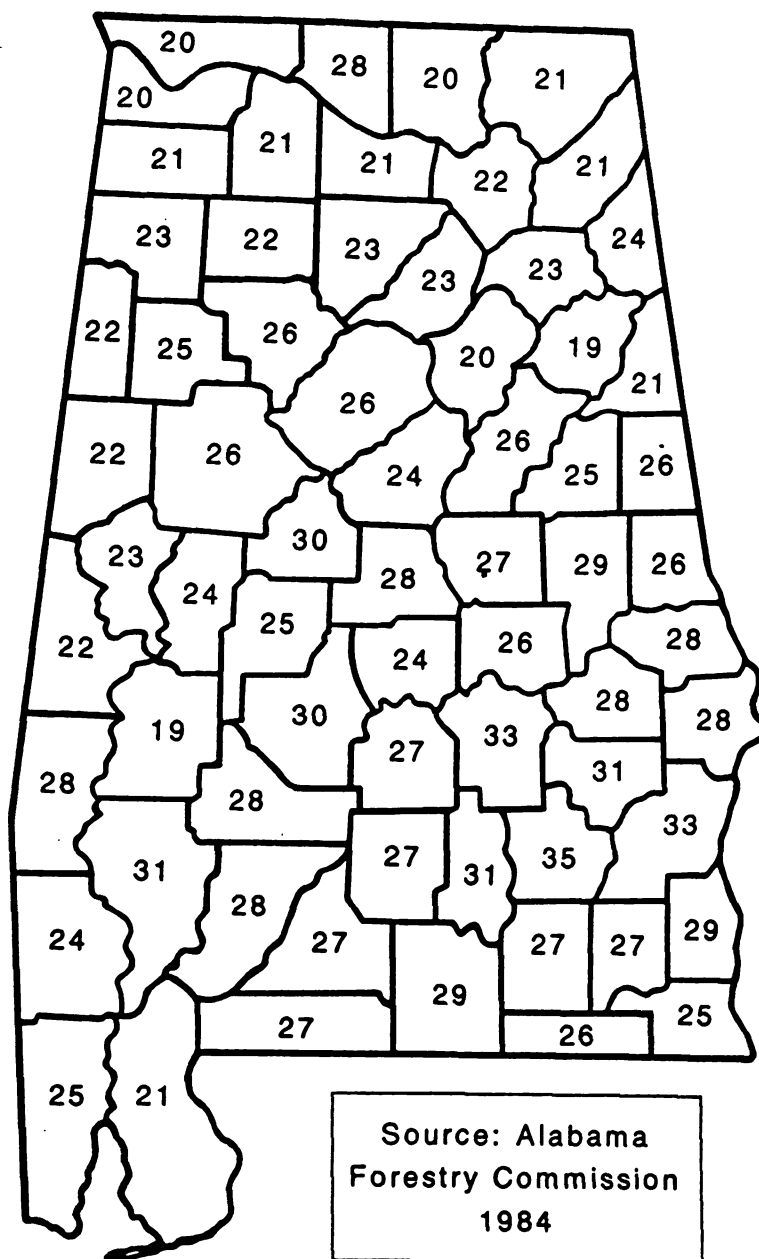 20 28 20 21
20
21 21 21 22 21
23 22 23 23 23 24
22 25 26 20 19 21
26
22 26 24 26 25 26
23 24 30 28 27 29 26
22 25 24 26 28
19 30 27 33 28 28
28 28 31 33
31 27 31 35
24 28 27 29 27 27 29
27 26 25
25 21
Source: Alabama
Forestry Commission
1984